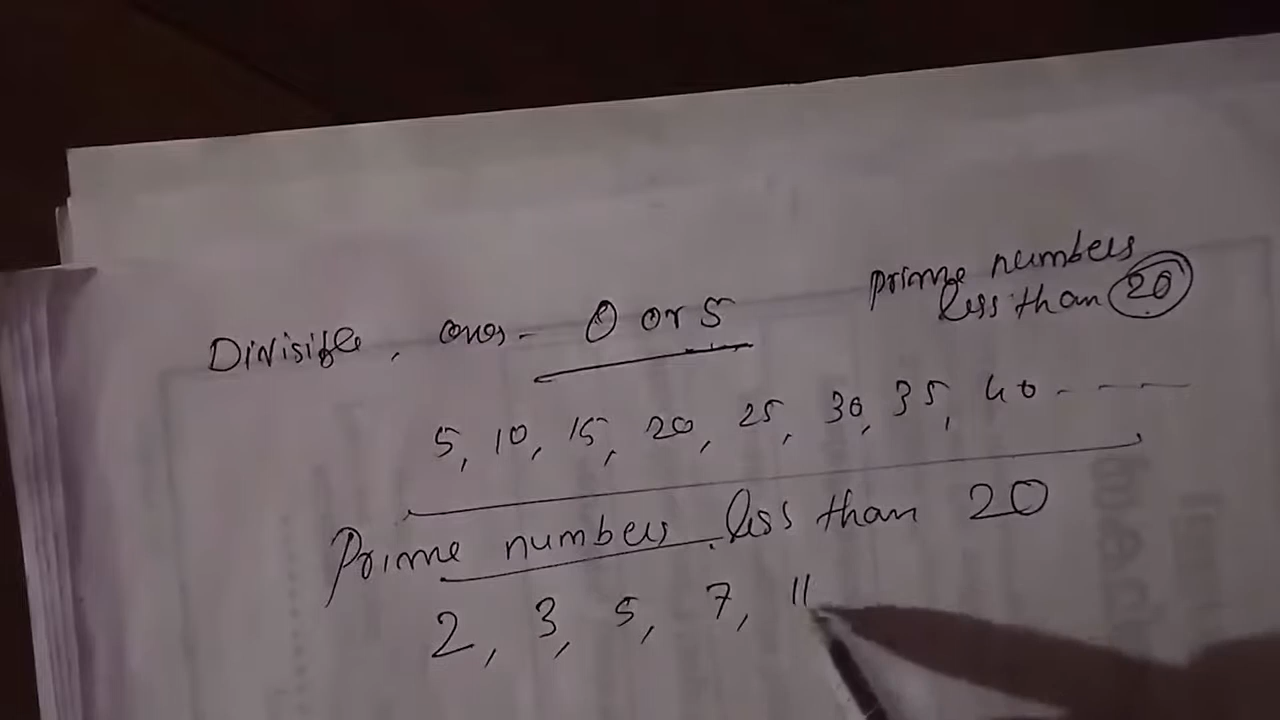 prime numbers
less than 20
Divisible, ones - 0 or 5
5, 10, 15, 20, 25, 30, 35, 40 - ——
Prime numbers less than 20
2, 3, 5, 7, 11